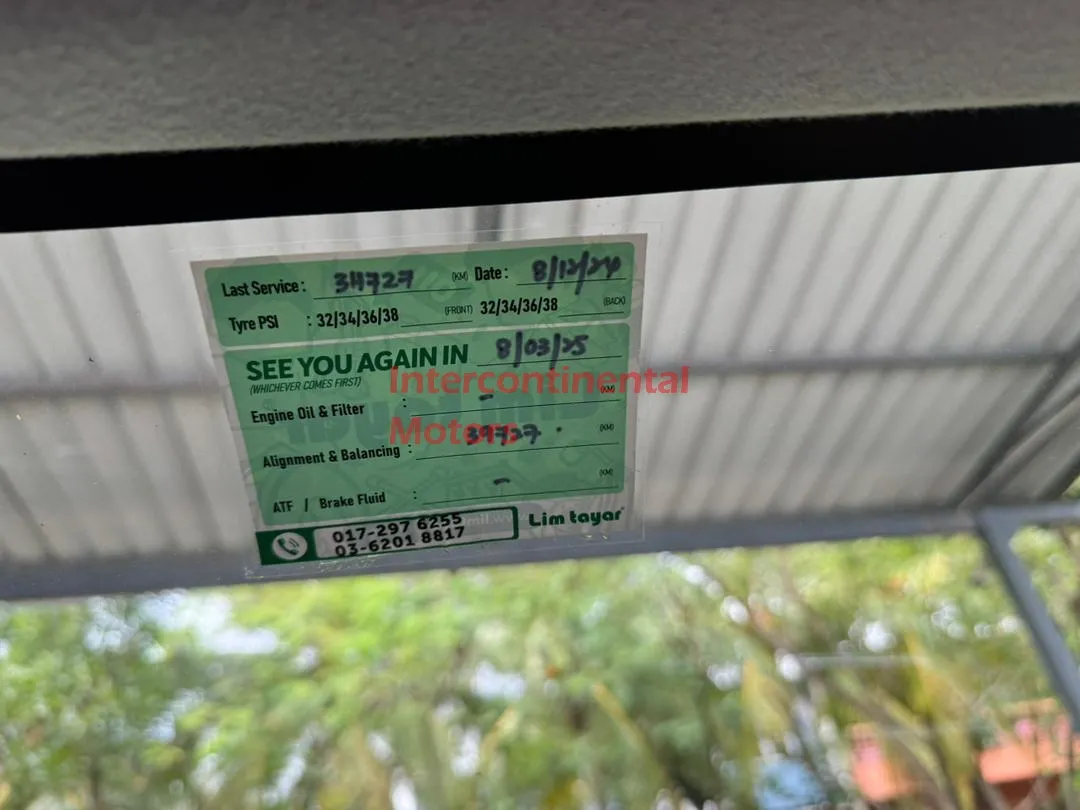 Last Service : 34727 (KM) Date : 8/12/24
Tyre PSI : 32/34/36/38 (FRONT) 32/34/36/38 (BACK)
SEE YOU AGAIN IN 8/03/25
(WHICHEVER COMES FIRST)
Engine Oil & Filter : - (KM)
Alignment & Balancing : 39727 (KM)
ATF / Brake Fluid : - (KM)
017-297 6255
03-6201 8817
Lim tayar
Intercontinental
Motors